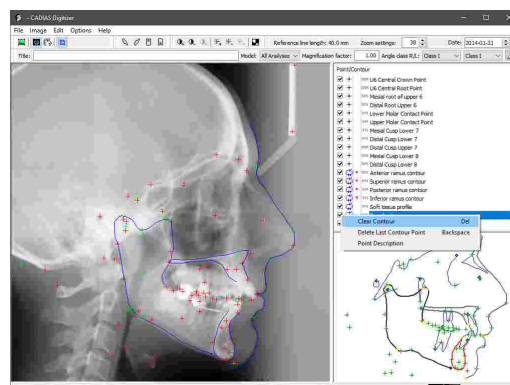 - CADIAS Digitizer
File Image Edit Options Help
Reference line length: 40.0 mm Zoom settings: 38 Date: 2014-01-31
Title: Model: All Analyses Magnification factor: 1.00 Angle class R/L: Class I Class I
Point/Contour
U6 Central Crown Point
U6 Central Root Point
Mesial root of upper 6
Distal Root Upper 6
Lower Molar Contact Point
Upper Molar Contact Point
Mesial Cusp Lower 7
Distal Cusp Lower 7
Distal Cusp Upper 7
Mesial Cusp Lower 8
Distal Cusp Lower 8
Anterior ramus contour
Superior ramus contour
Posterior ramus contour
Inferior ramus contour
Soft tissue profile
Clear Contour Del
Delete Last Contour Point Backspace
Point Description